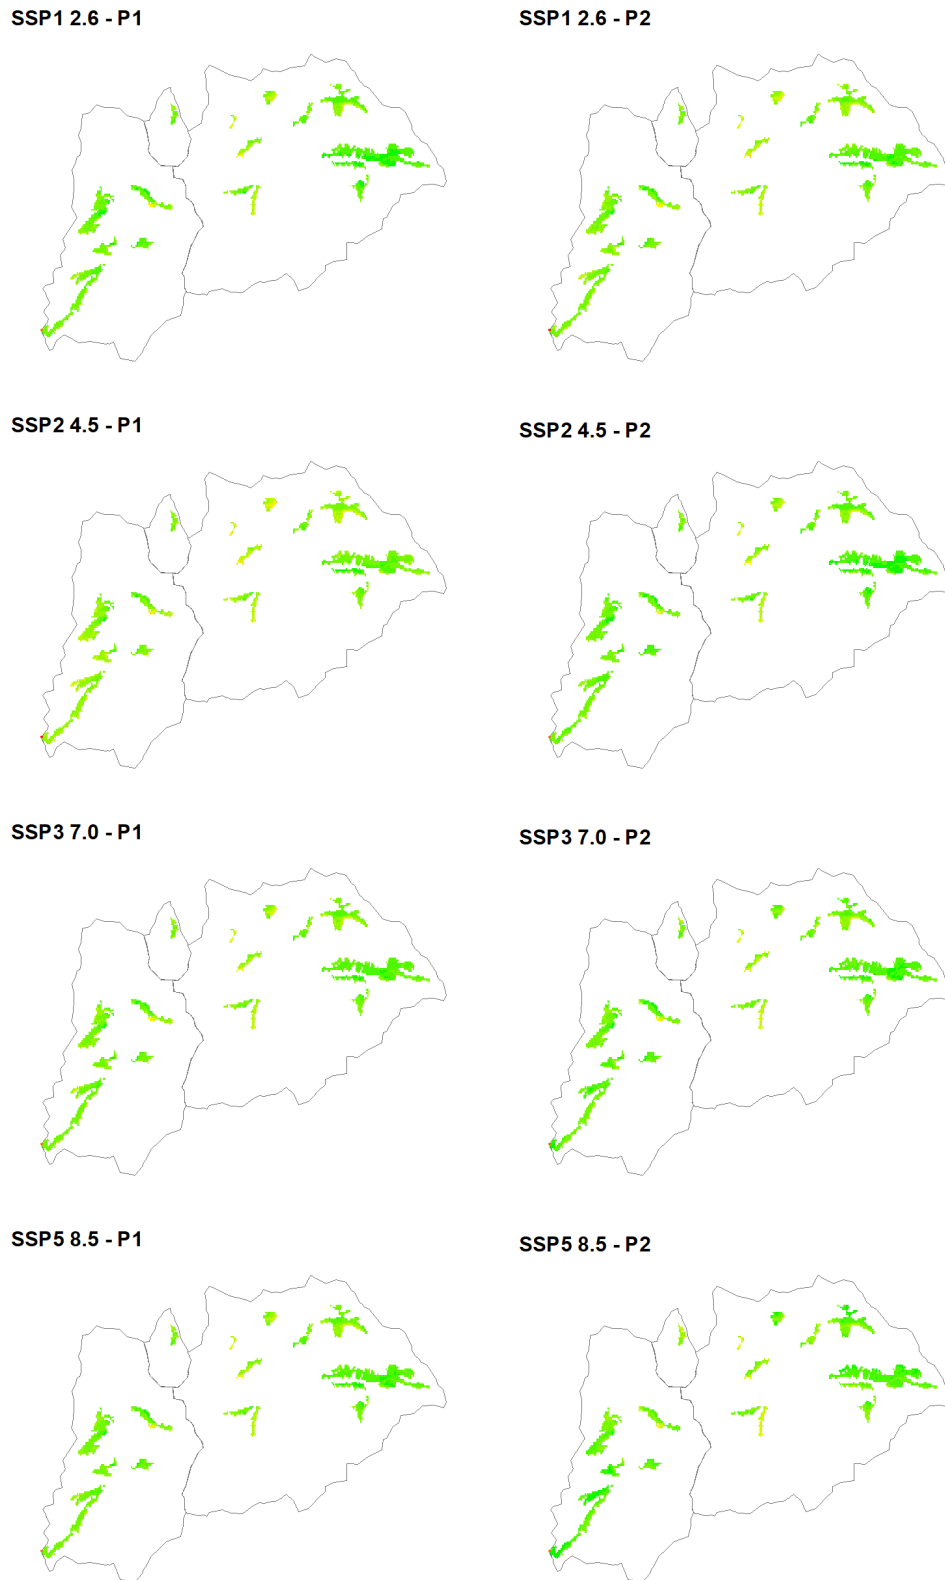 SSP1 2.6 - P1
SSP1 2.6 - P2
SSP2 4.5 - P1
SSP2 4.5 - P2
SSP3 7.0 - P1
SSP3 7.0 - P2
SSP5 8.5 - P1
SSP5 8.5 - P2